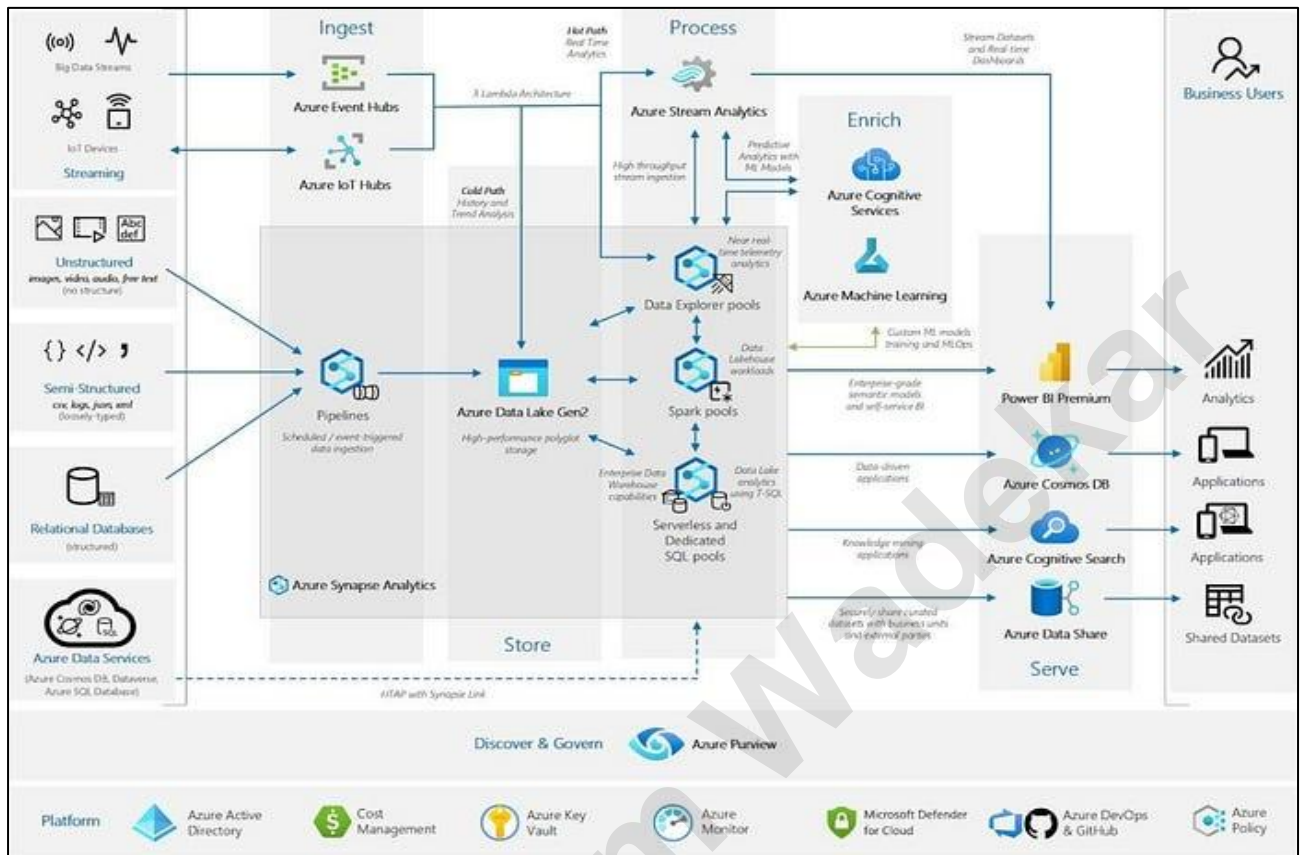 Ingest
Process
Hot Path
Real Time
Analytics
Stream Datasets
and Real-time
Dashboards
((o))
Big Data Streams
IoT Devices
Streaming
Azure Event Hubs
Azure IoT Hubs
λ Lambda Architecture
Cold Path
History and
Trend Analysis
Azure Stream Analytics
High throughput
stream ingestion
Predictive
Analytics with
ML Models
Enrich
Azure Cognitive
Services
Azure Machine Learning
Business Users
Abc
def
Unstructured
images, video, audio, free text
(no structure)
{ } </> ,
Semi-Structured
csv, logs, json, xml
(loosely-typed)
Relational Databases
(structured)
SQL
Azure Data Services
(Azure Cosmos DB, Dataverse,
Azure SQL Database)
Pipelines
Scheduled / event-triggered
data ingestion
Azure Data Lake Gen2
High-performance polyglot
storage
Near real-
time telemetry
analytics
Data Explorer pools
Data
Lakehouse
workloads
Spark pools
Enterprise Data
Warehouse
capabilities
Data Lake
analytics
using T-SQL
Serverless and
Dedicated
SQL pools
Azure Synapse Analytics
Store
HTAP with Synapse Link
Custom ML models
training and MLOps
Enterprise-grade
semantic models
and self-service BI
Data-driven
applications
Knowledge mining
applications
Securely share curated
datasets with business units
and external parties
Power BI Premium
Azure Cosmos DB
Azure Cognitive Search
Azure Data Share
Serve
Analytics
Applications
Applications
Shared Datasets
Discover & Govern
Azure Purview
Platform
Azure Active
Directory
Cost
Management
Azure Key
Vault
Azure
Monitor
Microsoft Defender
for Cloud
Azure DevOps
& GitHub
Azure
Policy
m Wadekar